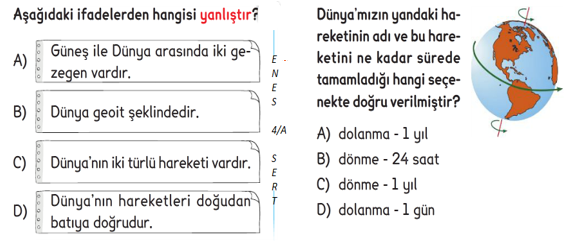 Aşağıdaki ifadelerden hangisi yanlıştır?
A) Güneş ile Dünya arasında iki ge-
zegen vardır.
B) Dünya geoit şeklindedir.
C) Dünya'nın iki türlü hareketi vardır.
D) Dünya'nın hareketleri doğudan
batıya doğrudur.
E
N
E
S
4/A
S
E
R
T
Dünya'mızın yandaki ha-
reketinin adı ve bu hare-
ketini ne kadar sürede
tamamladığı hangi seçe-
nekte doğru verilmiştir?
A) dolanma - 1 yıl
B) dönme - 24 saat
C) dönme - 1 yıl
D) dolanma - 1 gün